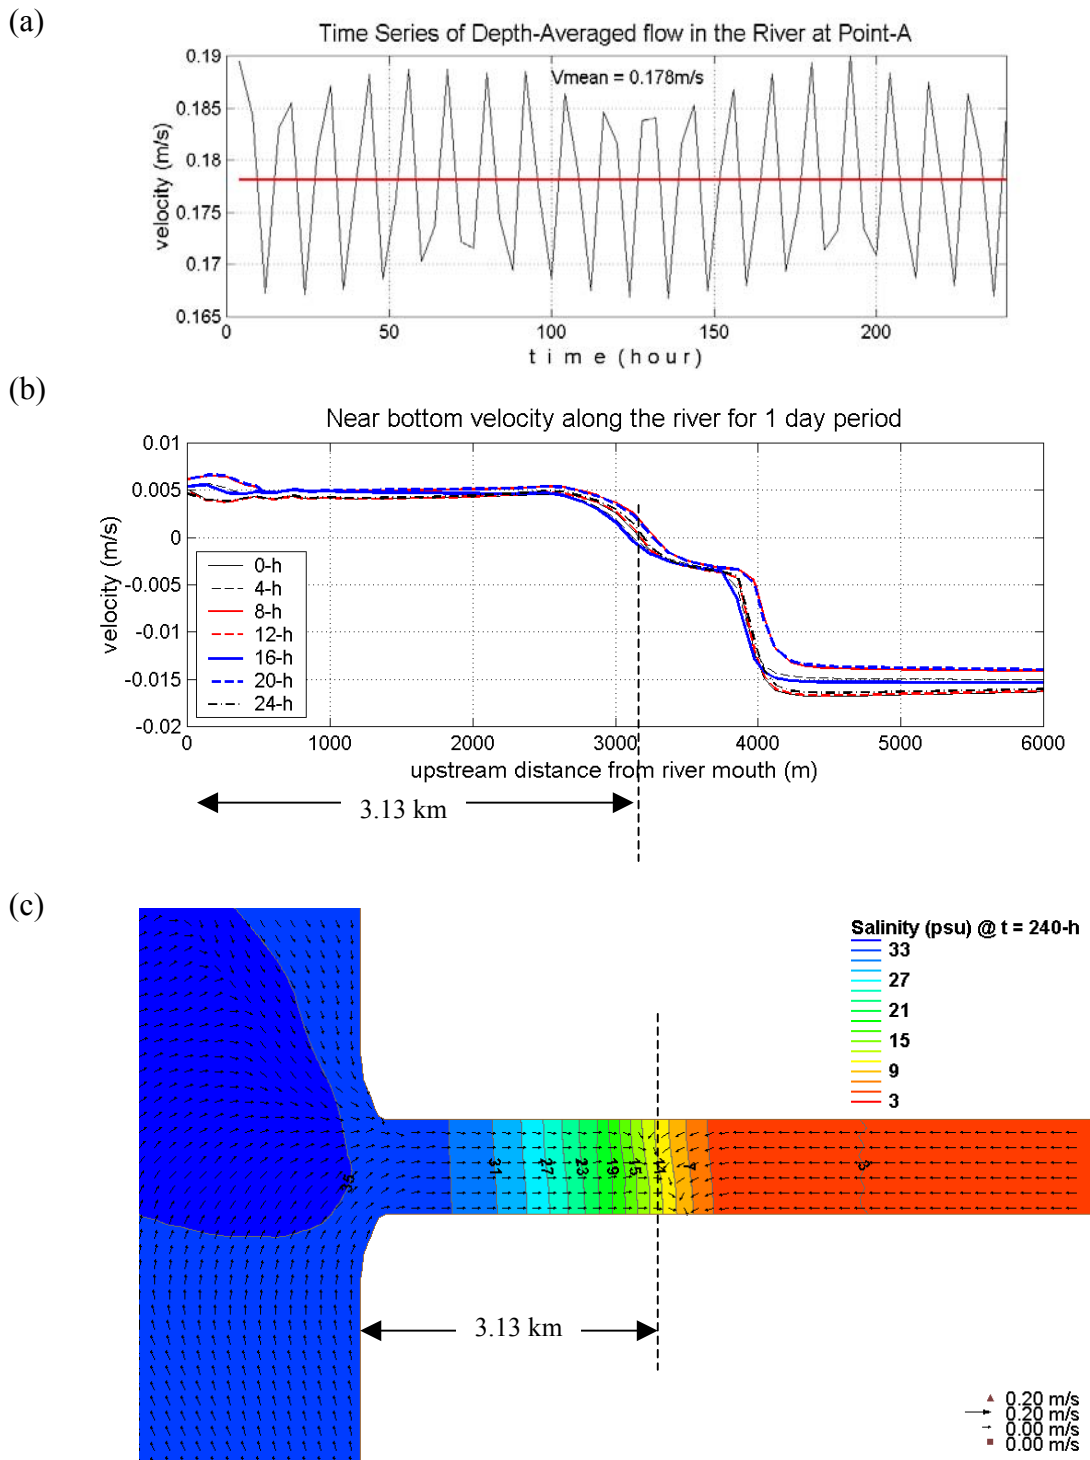 (a)
Time Series of Depth-Averaged flow in the River at Point-A
Vmean = 0.178m/s
0.19
0.185
0.18
0.175
0.17
0.165
velocity (m/s)
0 50 100 150 200
time (hour)
(b)
Near bottom velocity along the river for 1 day period
0.01
0.005
0
-0.005
-0.01
-0.015
-0.02
velocity (m/s)
0-h
4-h
8-h
12-h
16-h
20-h
24-h
0 1000 2000 3000 4000 5000 6000
upstream distance from river mouth (m)
3.13 km
(c)
Salinity (psu) @ t = 240-h
33
27
21
15
9
3
35
31
27
23
19
15
11
7
3
3.13 km
0.20 m/s
0.20 m/s
0.00 m/s
0.00 m/s